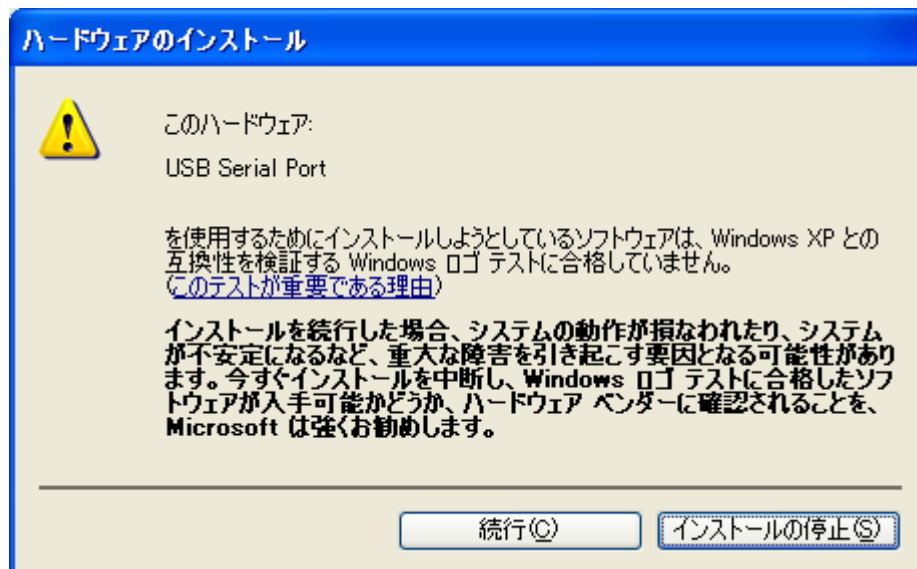 ハードウェアのインストール
このハードウェア:
USB Serial Port
を使用するためにインストールしようとしているソフトウェアは、Windows XP との
互換性を検証する Windows ロゴ テストに合格していません。
(このテストが重要である理由)
インストールを続行した場合、システムの動作が損なわれたり、システム
が不安定になるなど、重大な障害を引き起こす要因となる可能性があり
ます。今すぐインストールを中断し、Windows ロゴ テストに合格したソフ
トウェアが入手可能かどうか、ハードウェア ベンダーに確認されることを、
Microsoft は強くお勧めします。
続行(C)
インストールの停止(S)